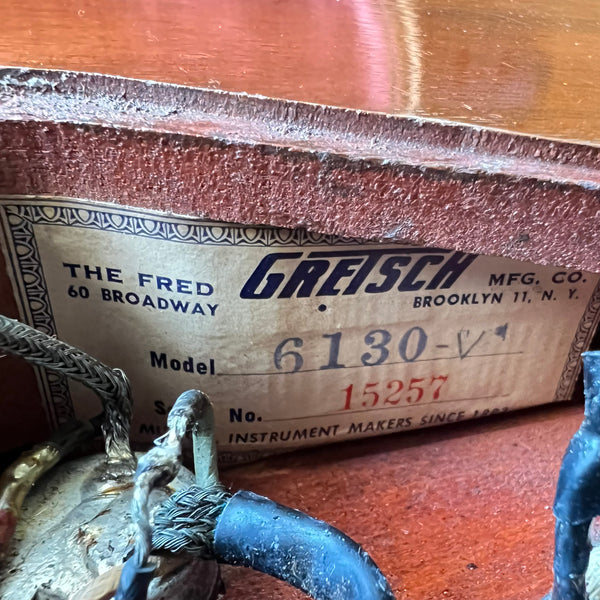 THE FRED GRETSCH MFG. CO.
60 BROADWAY BROOKLYN 11, N. Y.
Model 6130-V
No. 15257
INSTRUMENT MAKERS SINCE